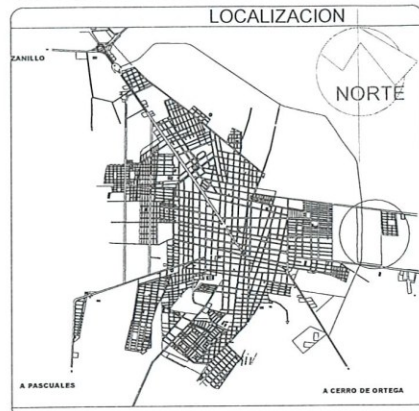 LOCALIZACION
ZANILLO
NORTE
A PASCUALES
A CERRO DE ORTEGA